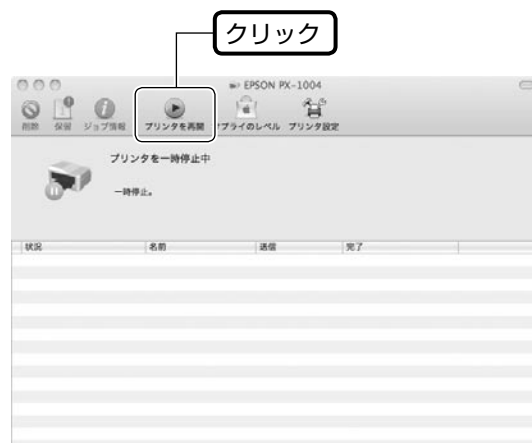 クリック
EPSON PX-1004
削除 保留 ジョブ情報 プリンタを再開 サプライのレベル プリンタ設定
プリンタを一時停止中
一時停止。
状況 名前 送信 完了